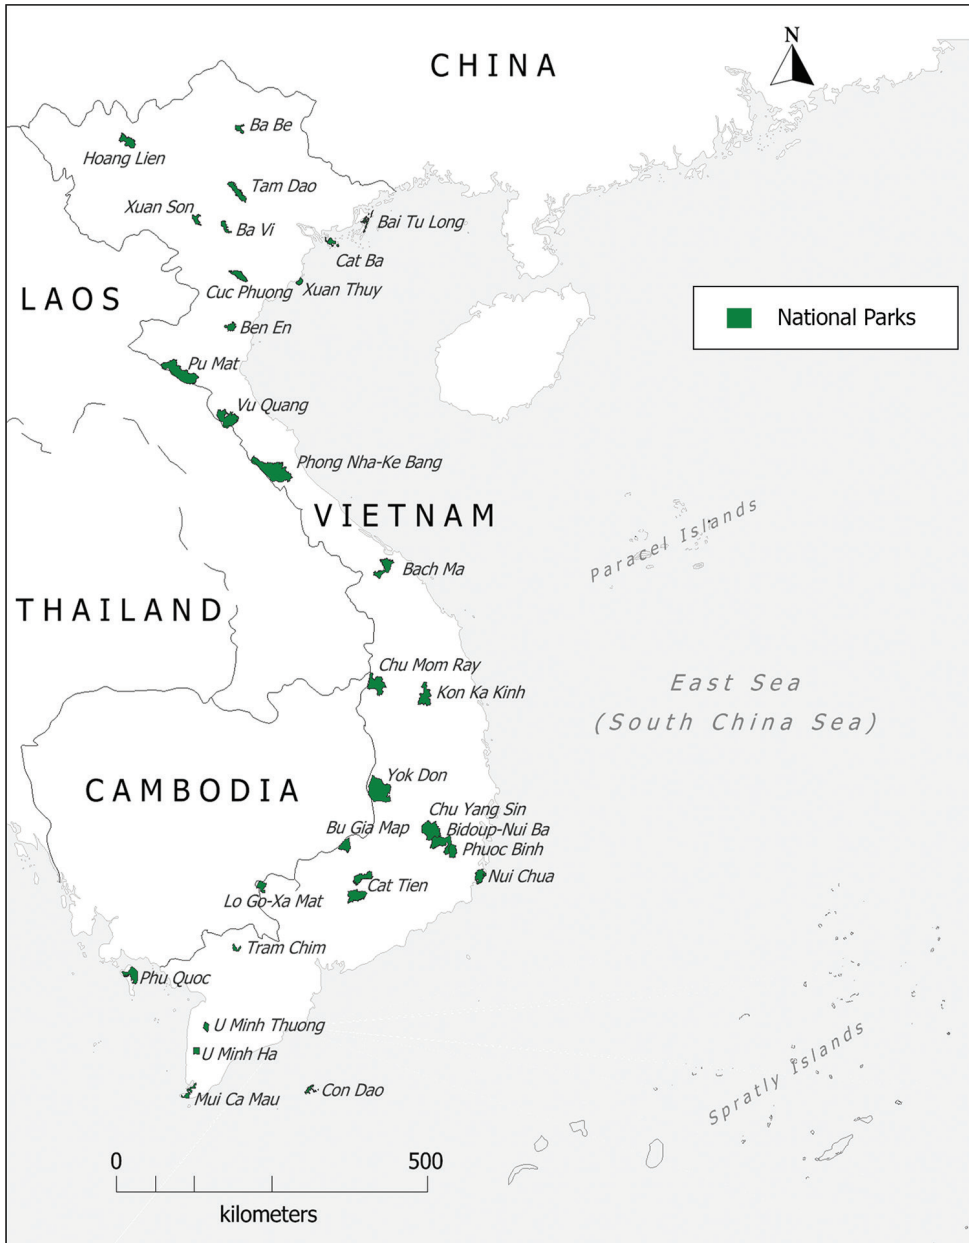 CHINA
N
Ba Be
Hoang Lien
Tam Dao
Xuan Son
Bai Tu Long
Ba Vi
Cat Ba
Cuc Phuong
Xuan Thuy
LAOS
National Parks
Ben En
Pu Mat
Vu Quang
Phong Nha-Ke Bang
VIETNAM
Paracel Islands
Bach Ma
THAILAND
Chu Mom Ray
Kon Ka Kinh
East Sea
(South China Sea)
Yok Don
CAMBODIA
Chu Yang Sin
Bu Gia Map
Bidoup-Nui Ba
Phuoc Binh
Nui Chua
Cat Tien
Lo Go-Xa Mat
Tram Chim
Phu Quoc
U Minh Thuong
U Minh Ha
Spratly Islands
Con Dao
Mui Ca Mau
0
500
kilometers